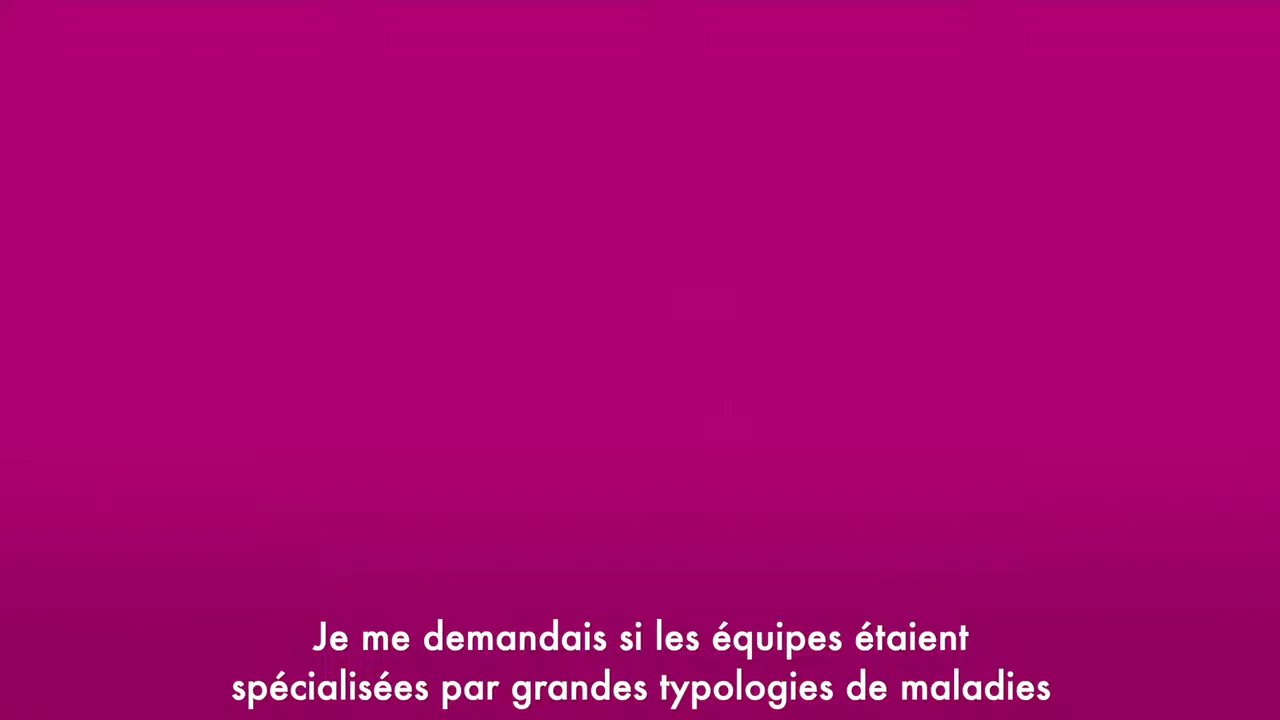 Je me demandais si les équipes étaient
spécialisées par grandes typologies de maladies